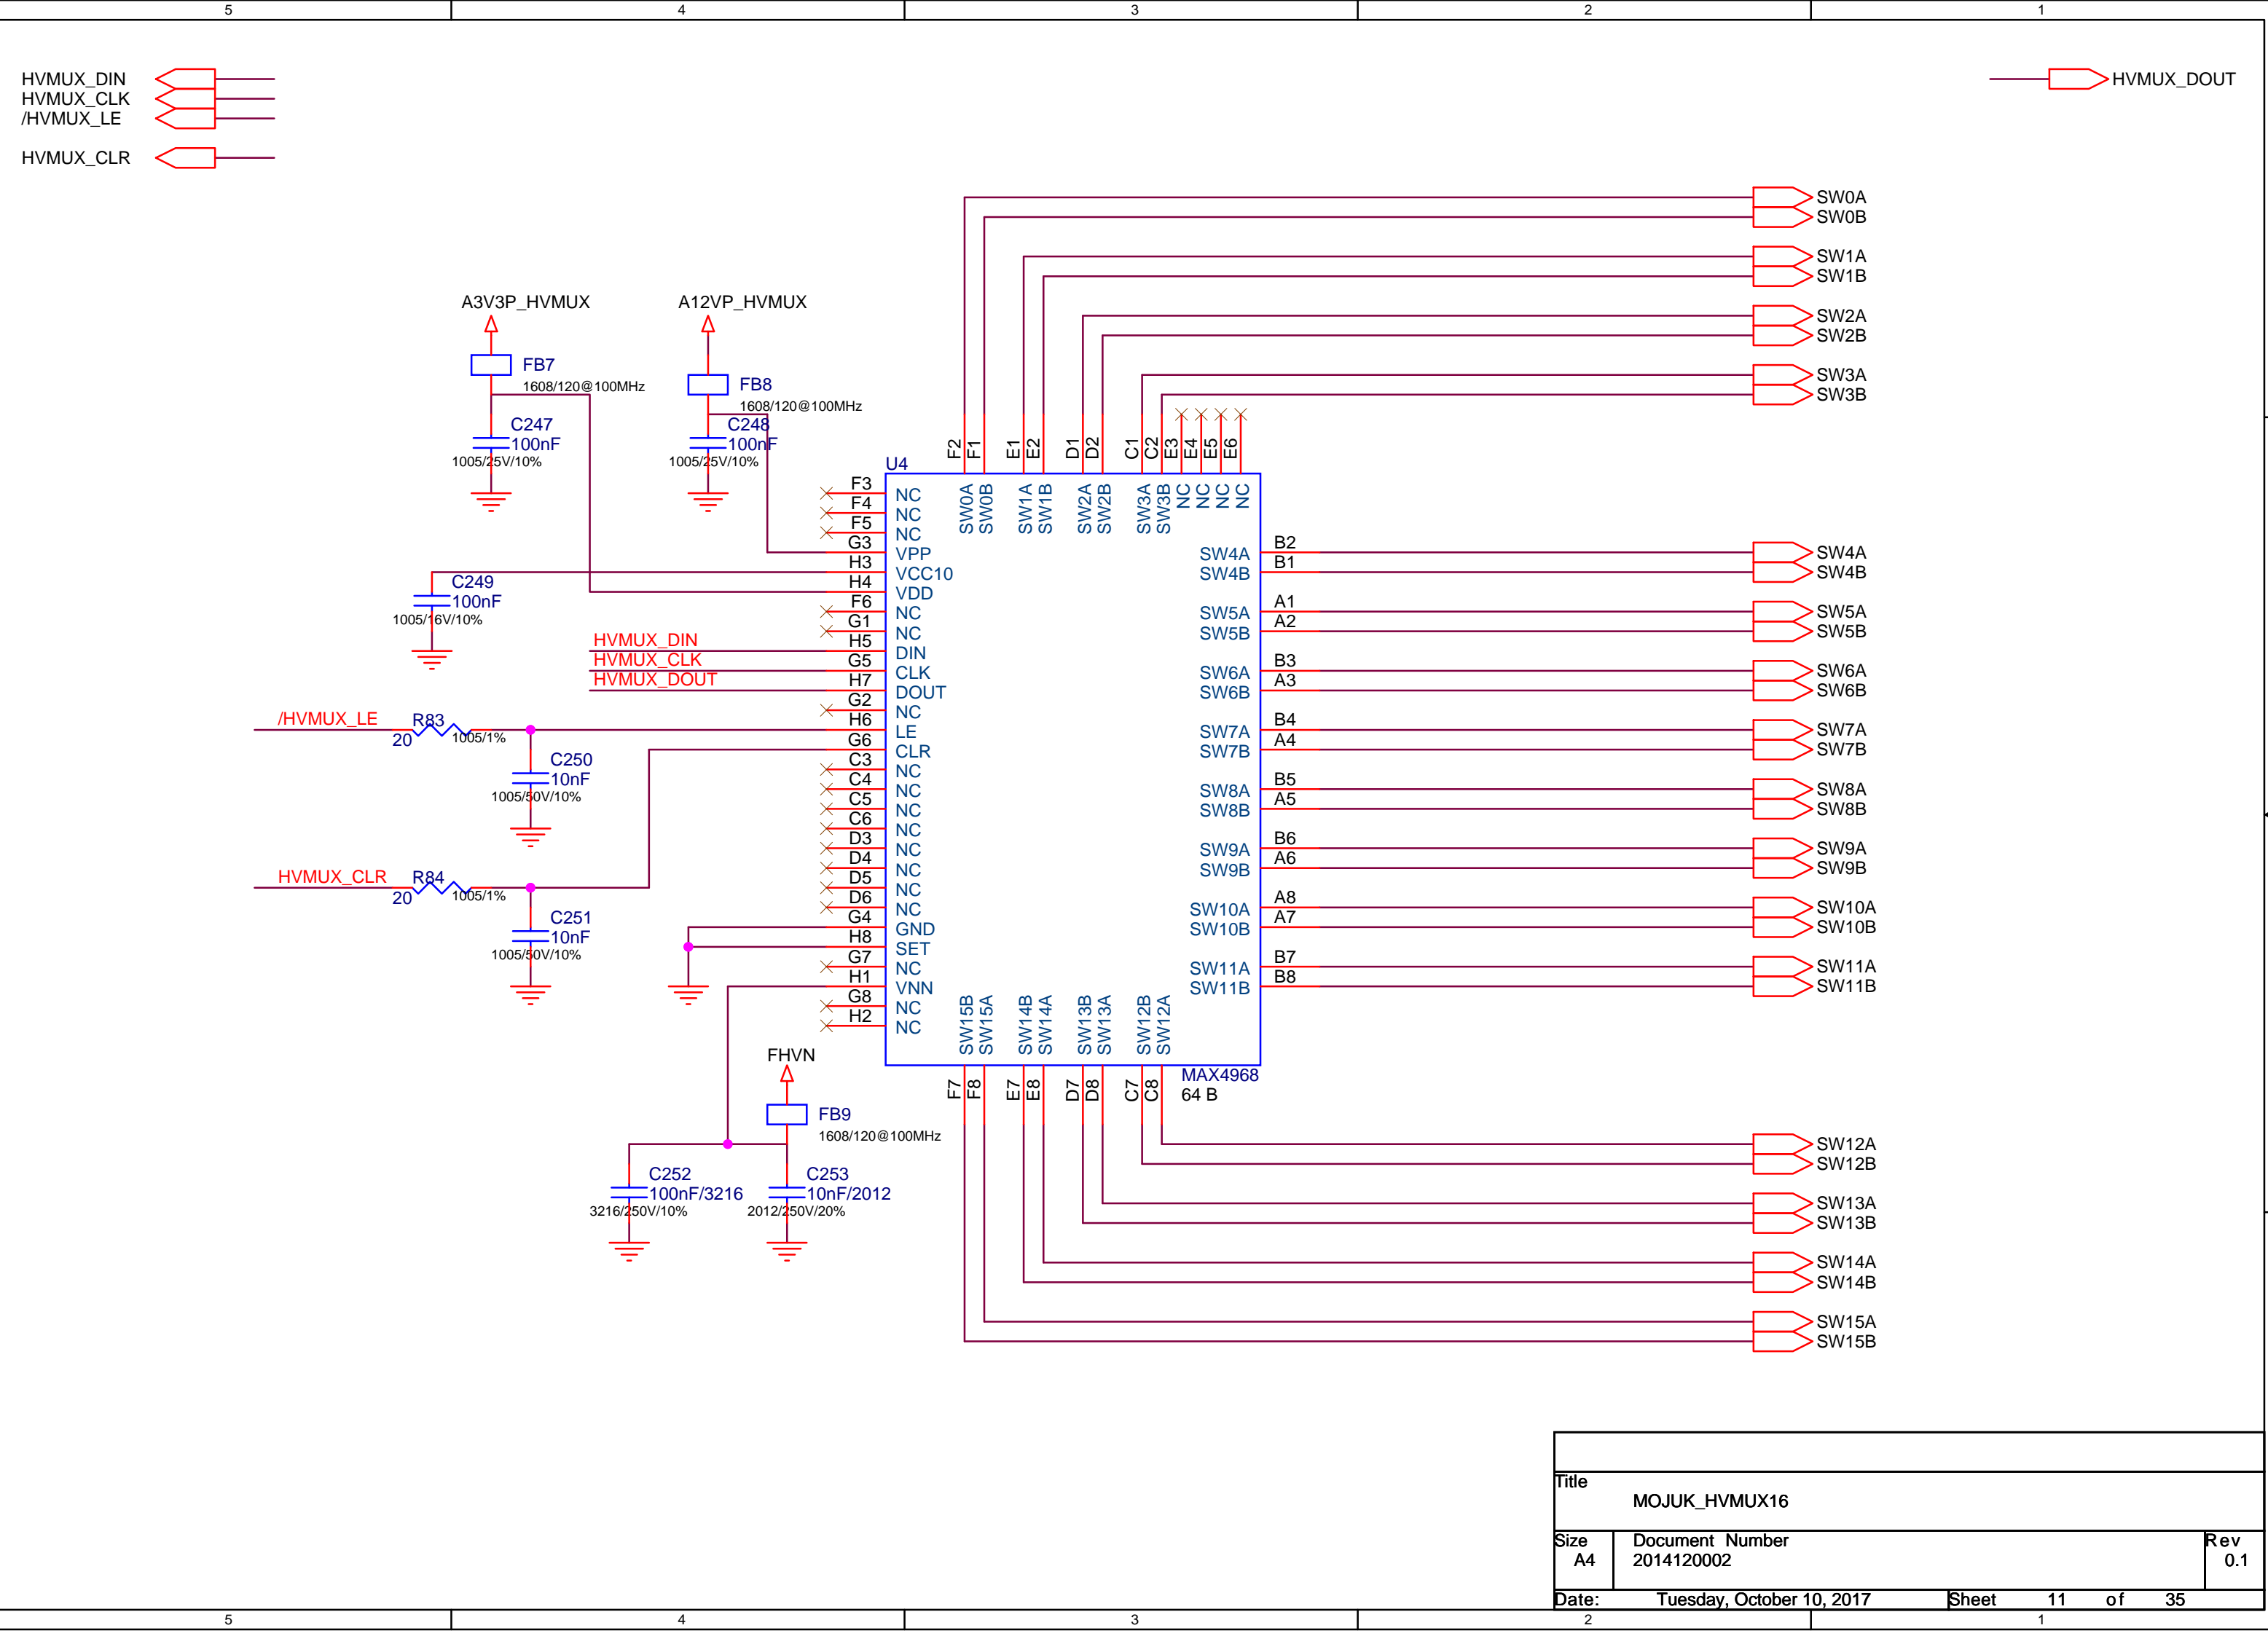 5 4 3 2 1
HVMUX_DIN
HVMUX_CLK
/HVMUX_LE
HVMUX_CLR
HVMUX_DOUT
SW0A
SW0B
SW1A
SW1B
SW2A
SW2B
SW3A
SW3B
A3V3P_HVMUX
FB7
1608/120@100MHz
C247
100nF
1005/25V/10%
A12VP_HVMUX
FB8
1608/120@100MHz
C248
100nF
1005/25V/10%
F2 F1 E1 E2 D1 D2 C1 C2 E3 E4 E5 E6
U4
SW0A SW0B SW1A SW1B SW2A SW2B SW3A SW3B NC NC NC NC
F3 NC
F4 NC
F5 NC
G3 VPP
H3 VCC10
H4 VDD
F6 NC
G1 NC
H5 DIN
G5 CLK
H7 DOUT
G2 NC
H6 LE
G6 CLR
C3 NC
C4 NC
C5 NC
C6 NC
D3 NC
D4 NC
D5 NC
D6 NC
G4 GND
H8 SET
G7 NC
H1 VNN
G8 NC
H2 NC
C249
100nF
1005/16V/10%
HVMUX_DIN
HVMUX_CLK
HVMUX_DOUT
/HVMUX_LE
R83
20
1005/1%
C250
10nF
1005/50V/10%
HVMUX_CLR
R84
20
1005/1%
C251
10nF
1005/50V/10%
SW4A B2 SW4A
SW4B B1 SW4B
SW5A A1 SW5A
SW5B A2 SW5B
SW6A B3 SW6A
SW6B A3 SW6B
SW7A B4 SW7A
SW7B A4 SW7B
SW8A B5 SW8A
SW8B A5 SW8B
SW9A B6 SW9A
SW9B A6 SW9B
SW10A A8 SW10A
SW10B A7 SW10B
SW11A B7 SW11A
SW11B B8 SW11B
SW15B SW15A SW14B SW14A SW13B SW13A SW12B SW12A
F7 F8 E7 E8 D7 D8 C7 C8
MAX4968
64 B
FHVN
FB9
1608/120@100MHz
C252
100nF/3216
3216/250V/10%
C253
10nF/2012
2012/250V/20%
SW12A
SW12B
SW13A
SW13B
SW14A
SW14B
SW15A
SW15B
Title
MOJUK_HVMUX16
Size Document Number Rev
A4 2014120002 0.1
Date: Tuesday, October 10, 2017 Sheet 11 of 35
5 4 3 2 1